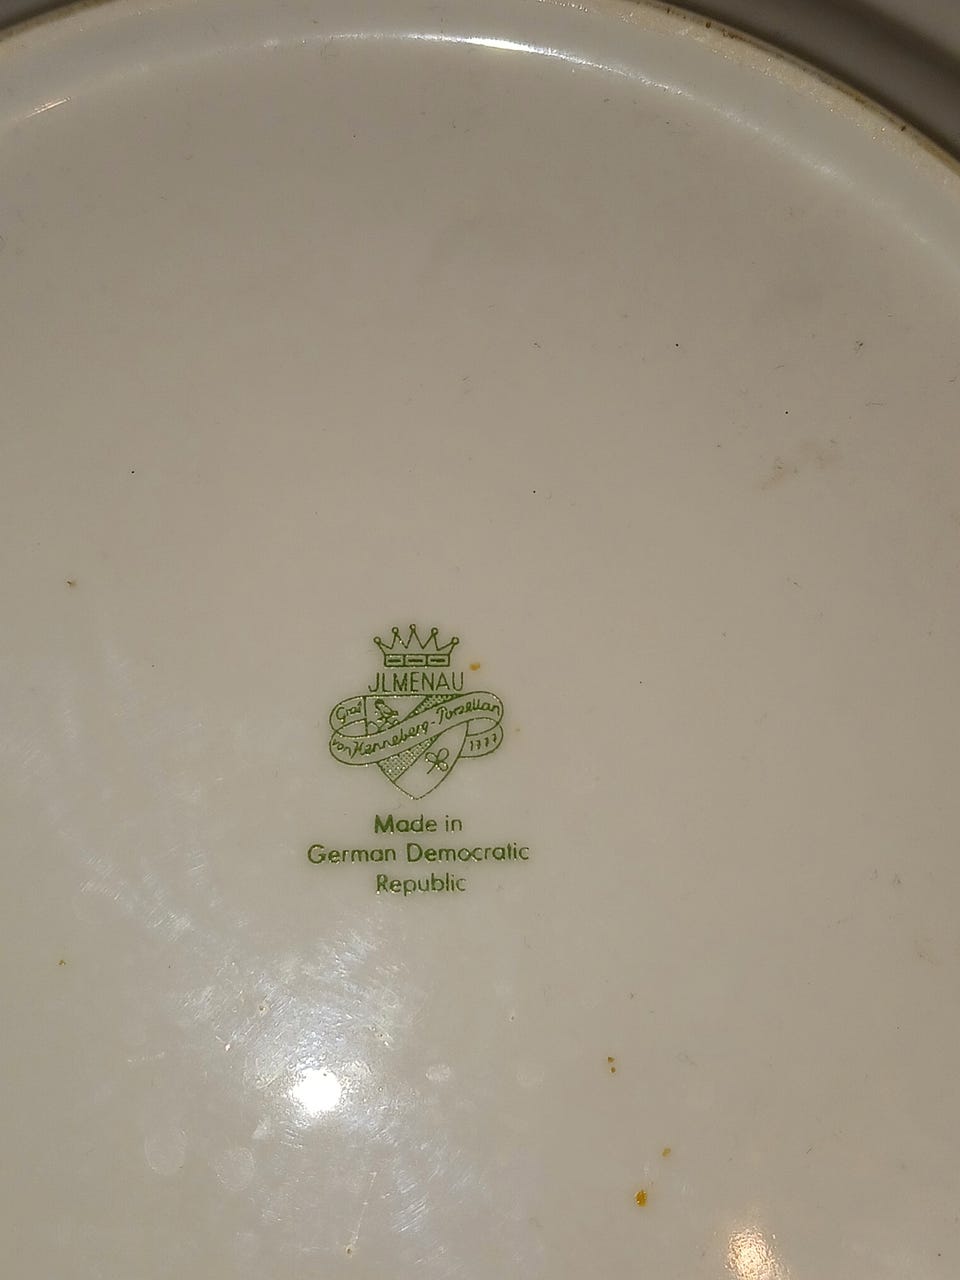 JLMENAU
Graf
von Henneberg-Porzellan
1777
Made in
German Democratic
Republic